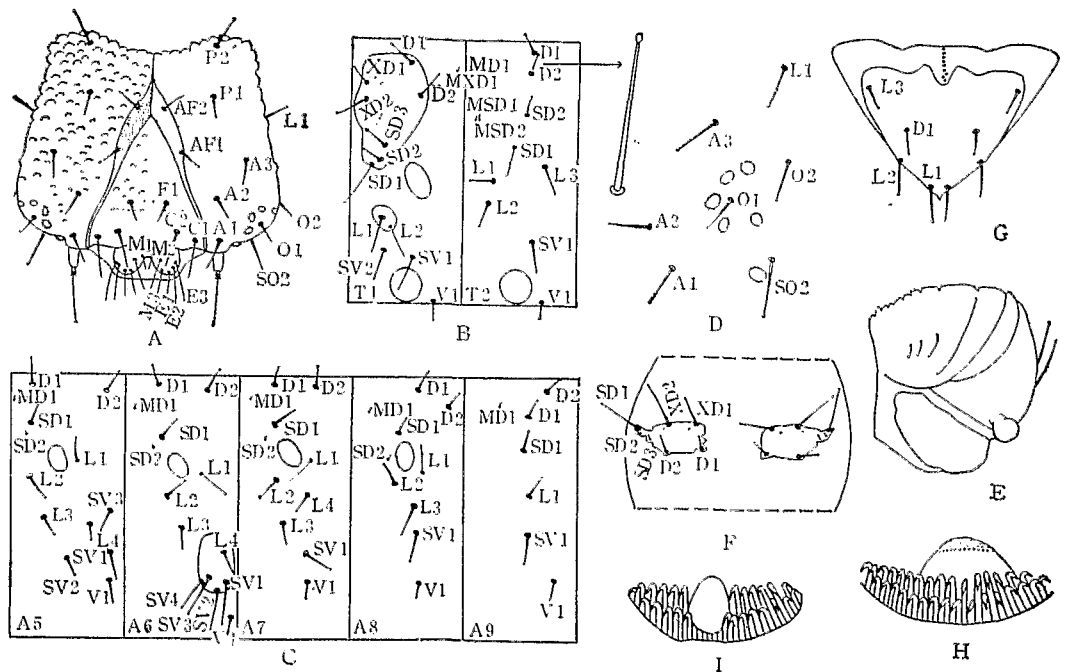 P2
P1
AF2
AF1
L1
A3
F1
A2
C2
C1
A1
O2
O1
M1
M2
SO2
E3
M3
E1
E2
A
D1
XD1
MXD1
D2
XD2
SD3
SD2
SD1
L1
L2
SV1
SV2
T1
V1
D1
MD1
D2
MSD1
SD2
MSD2
SD1
L1
L3
L2
SV1
T2
V1
B
L1
A3
O2
O1
A2
A1
SO2
D
L3
D1
L2
L1
G
E
D1
MD1
D2
SD1
SD2
L1
L2
L3
SV3
L4
SV1
SV2
V1
A5
D1
D2
MD1
SD1
SD2
L1
L2
L3
L4
SV1
SV4
SV3
SV2
A6
D1
D2
MD1
SD1
SD2
L1
L2
L4
L3
SV1
V1
A7
D1
MD1
D2
SD1
SD2
L1
L2
L3
SV1
V1
A8
D2
MD1
D1
SD1
L1
SV1
V1
A9
C
SD1
XD2
XD1
SD2
SD3
D2
D1
F
I
H